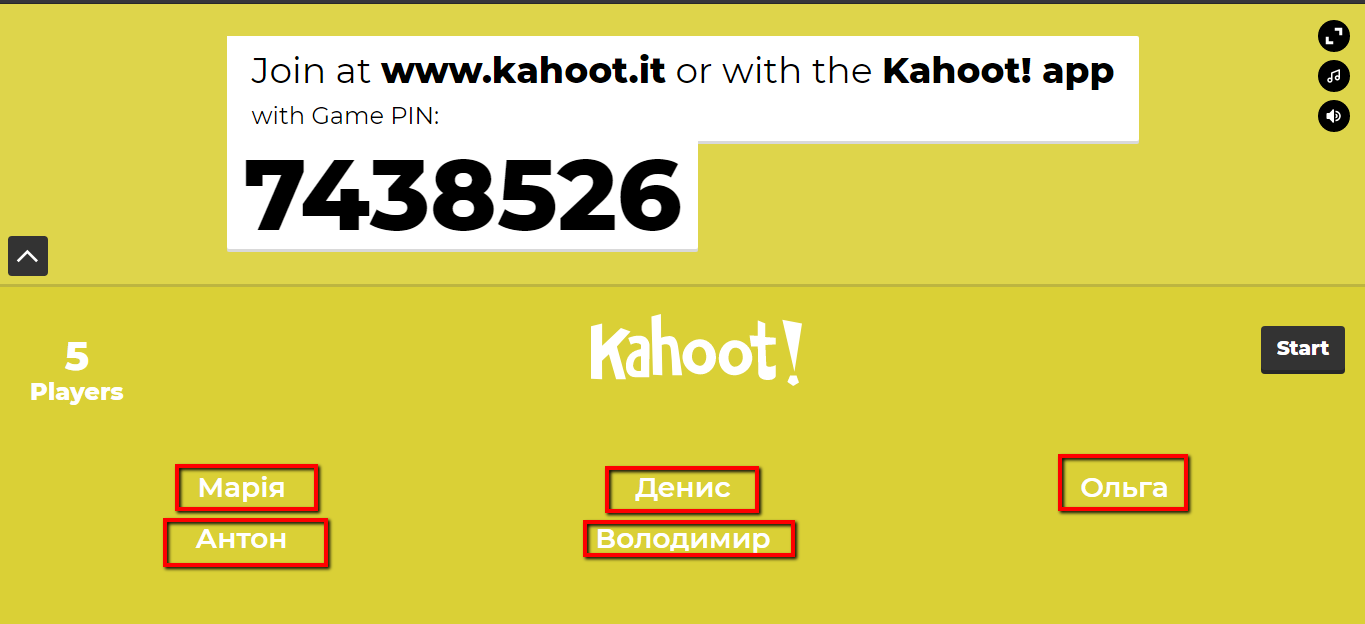 Join at www.kahoot.it or with the Kahoot! app
with Game PIN:
7438526
Kahoot!
5
Players
Start
Марія
Денис
Ольга
Антон
Володимир